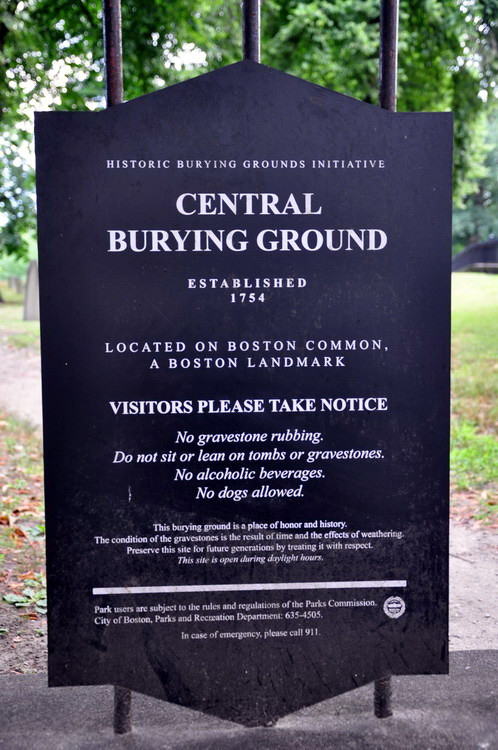 HISTORIC BURYING GROUNDS INITIATIVE
CENTRAL
BURYING GROUND
ESTABLISHED
1754
LOCATED ON BOSTON COMMON,
A BOSTON LANDMARK
VISITORS PLEASE TAKE NOTICE
No gravestone rubbing.
Do not sit or lean on tombs or gravestones.
No alcoholic beverages.
No dogs allowed.
This burying ground is a place of honor and history.
The condition of the gravestones is the result of time and the effects of weathering.
Preserve this site for future generations by treating it with respect.
This site is open during daylight hours.
Park users are subject to the rules and regulations of the Parks Commission.
City of Boston, Parks and Recreation Department: 635-4505.
In case of emergency, please call 911.